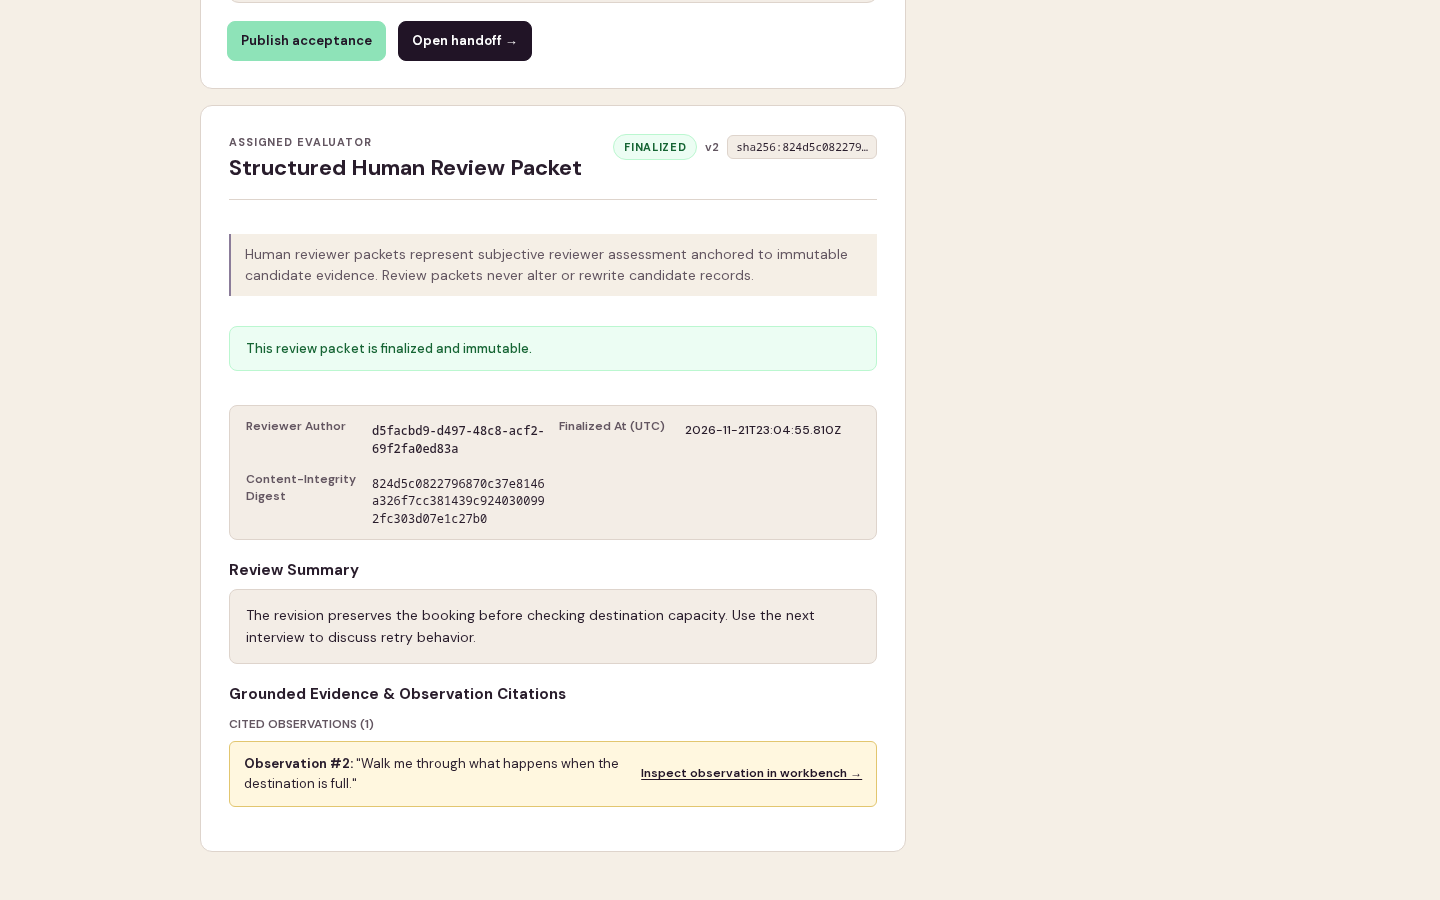 Publish acceptance
Open handoff →
ASSIGNED EVALUATOR
Structured Human Review Packet
FINALIZED
v2
sha256:824d5c082279…
Human reviewer packets represent subjective reviewer assessment anchored to immutable
candidate evidence. Review packets never alter or rewrite candidate records.
This review packet is finalized and immutable.
Reviewer Author
d5facbd9-d497-48c8-acf2-
69f2fa0ed83a
Finalized At (UTC)
2026-11-21T23:04:55.810Z
Content-Integrity
Digest
824d5c0822796870c37e8146
a326f7cc381439c924030099
2fc303d07e1c27b0
Review Summary
The revision preserves the booking before checking destination capacity. Use the next
interview to discuss retry behavior.
Grounded Evidence & Observation Citations
CITED OBSERVATIONS (1)
Observation #2: "Walk me through what happens when the
destination is full."
Inspect observation in workbench →